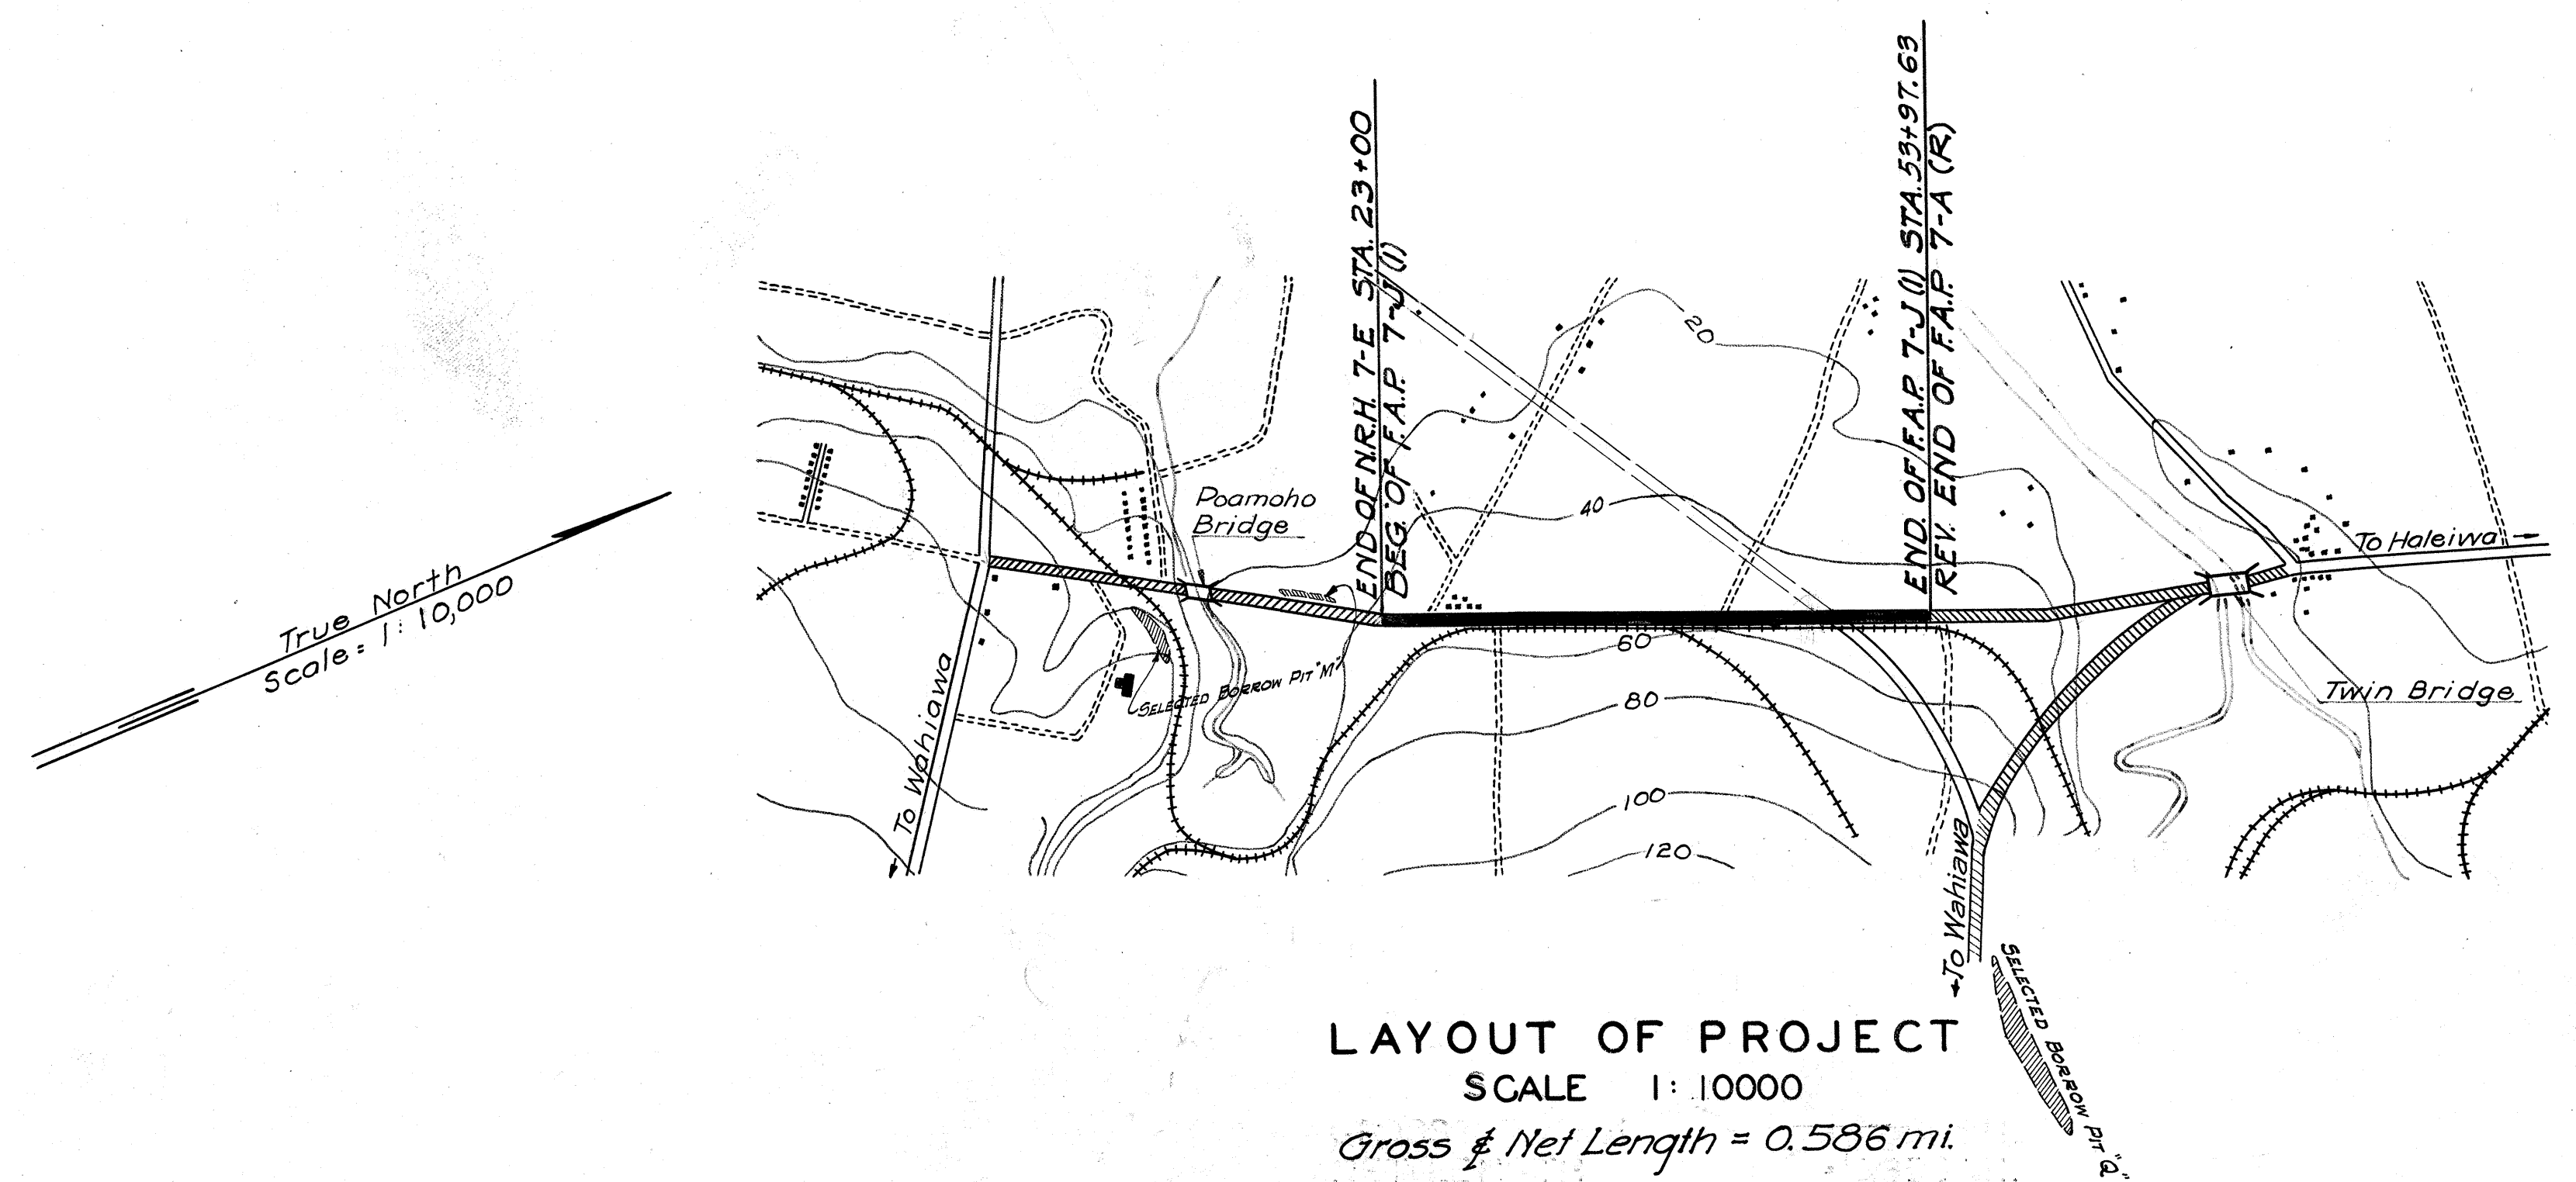 END OF N.R.H. 7-E STA. 23+00
BEG. OF F.A.P. 7-J (1)
END. OF F.A.P. 7-J (1) STA. 53+97.63
REV. END OF F.A.P. 7-A (R)
True North
Scale = 1: 10,000
Poamoho
Bridge
20
40
60
80
100
120
To Haleiwa
Twin Bridge
SELECTED BORROW PIT "M"
To Wahiawa
To Wahiawa
SELECTED BORROW PIT "Q"
LAYOUT OF PROJECT
SCALE 1: 10000
Gross & Net Length = 0.586 mi.